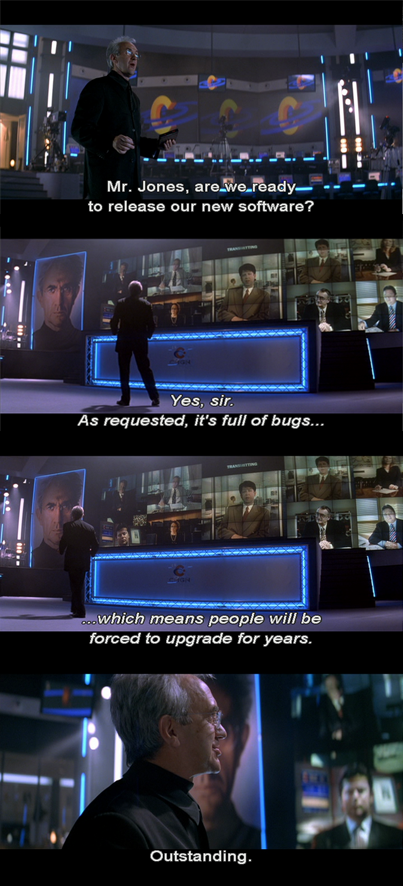 Mr. Jones, are we ready
to release our new software?
Yes, sir.
As requested, it's full of bugs...
...which means people will be
forced to upgrade for years.
Outstanding.